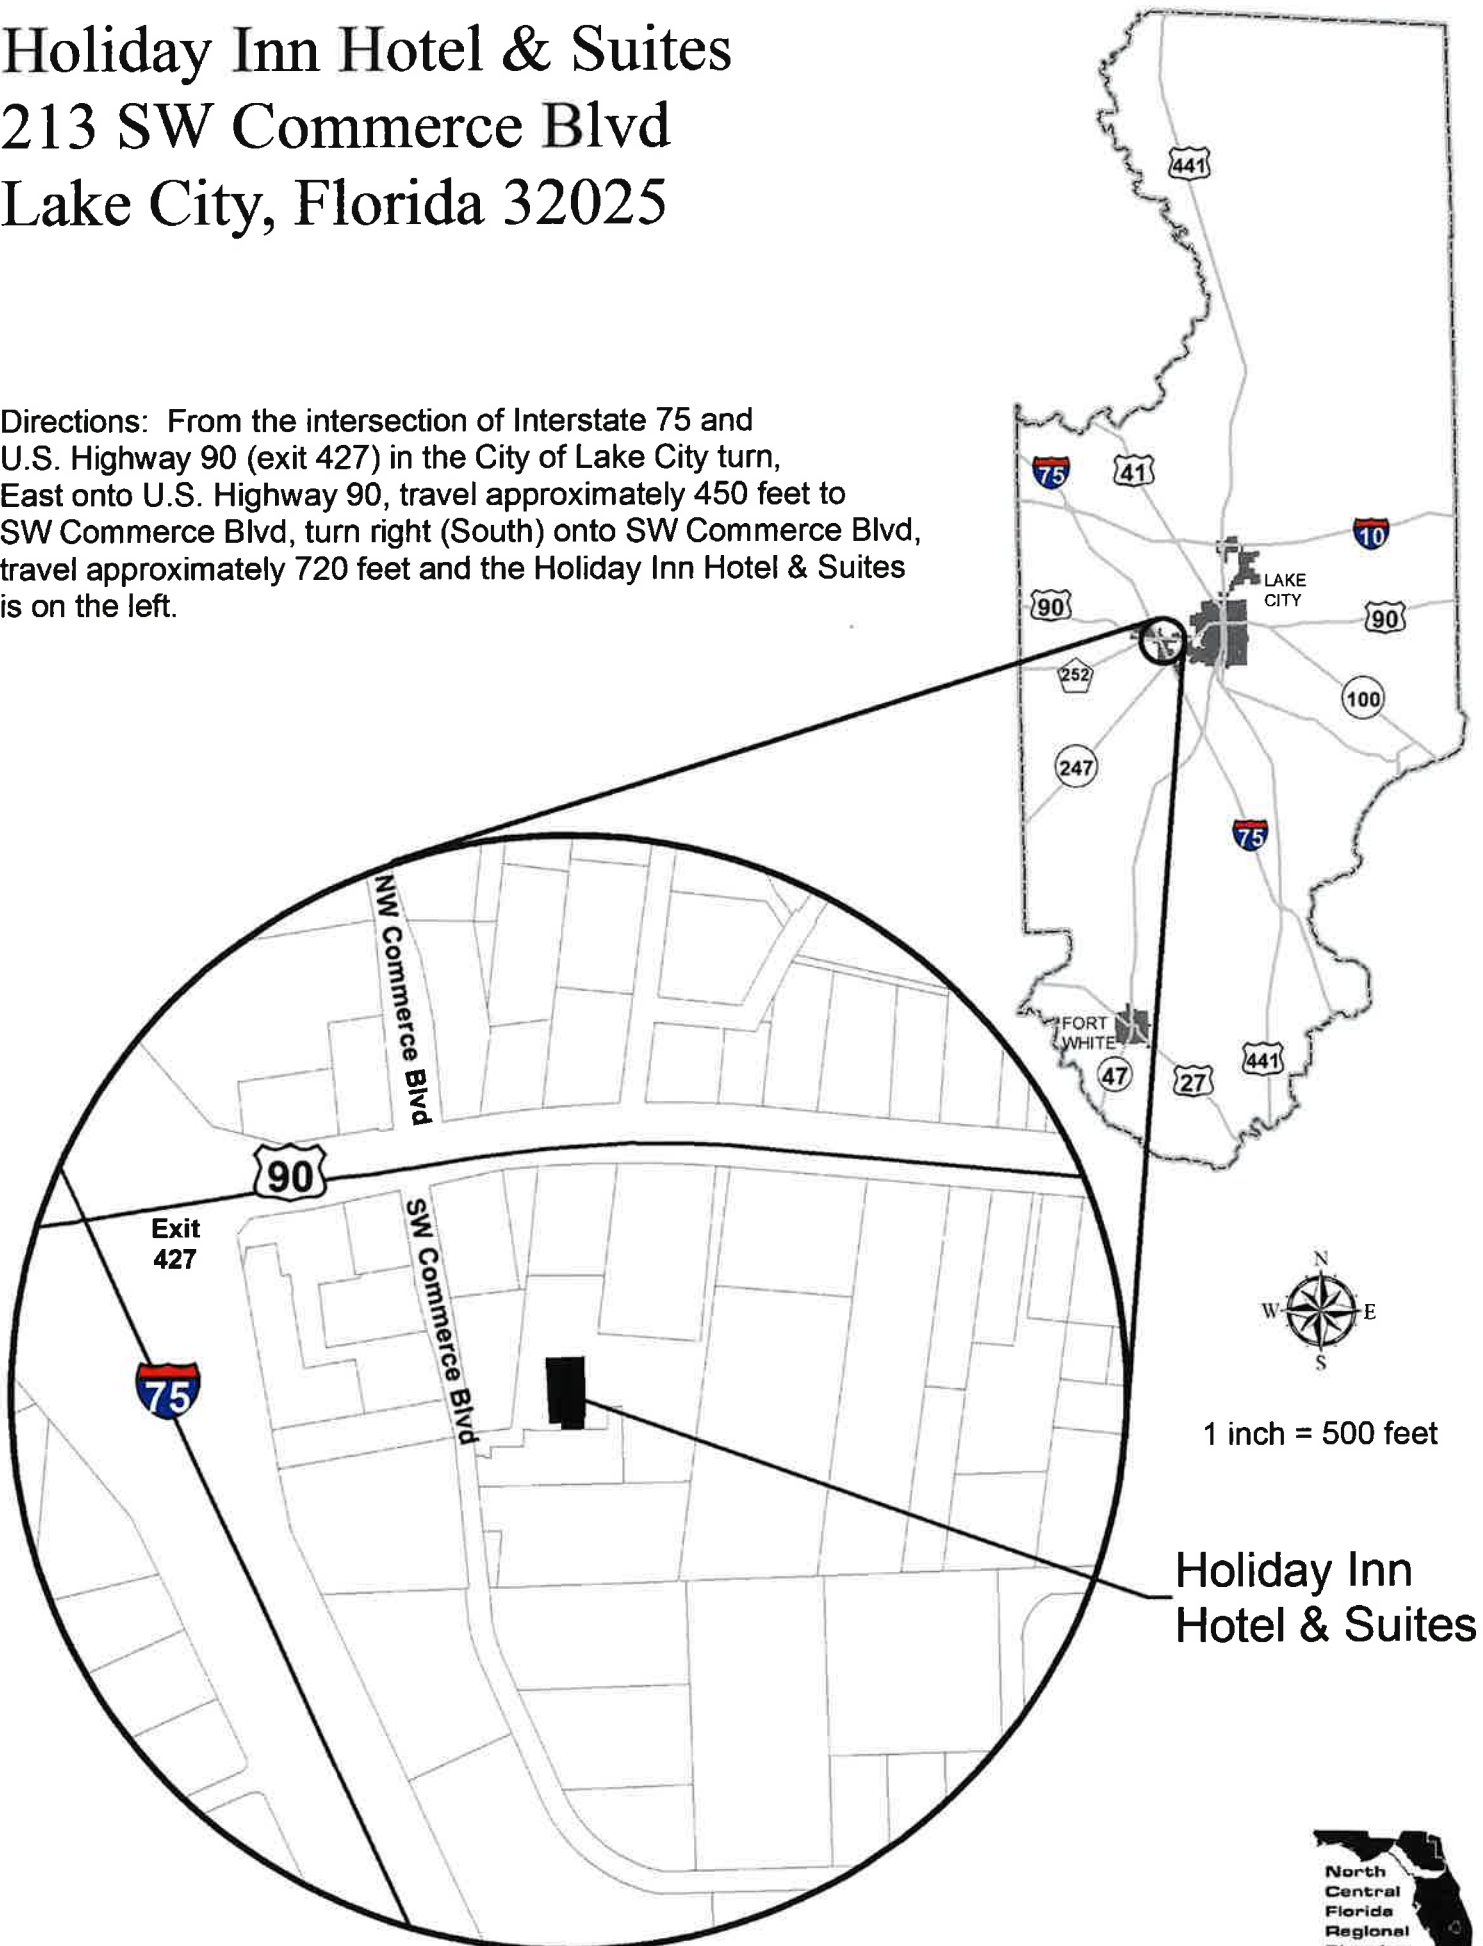 Holiday Inn Hotel & Suites
213 SW Commerce Blvd
Lake City, Florida 32025
Directions: From the intersection of Interstate 75 and
U.S. Highway 90 (exit 427) in the City of Lake City turn,
East onto U.S. Highway 90, travel approximately 450 feet to
SW Commerce Blvd, turn right (South) onto SW Commerce Blvd,
travel approximately 720 feet and the Holiday Inn Hotel & Suites
is on the left.
441
75
41
10
LAKE
CITY
90
90
252
100
247
75
FORT
WHITE
47
27
441
NW Commerce Blvd
90
Exit
427
SW Commerce Blvd
75
N
W
E
S
1 inch = 500 feet
Holiday Inn
Hotel & Suites
North
Central
Florida
Regional